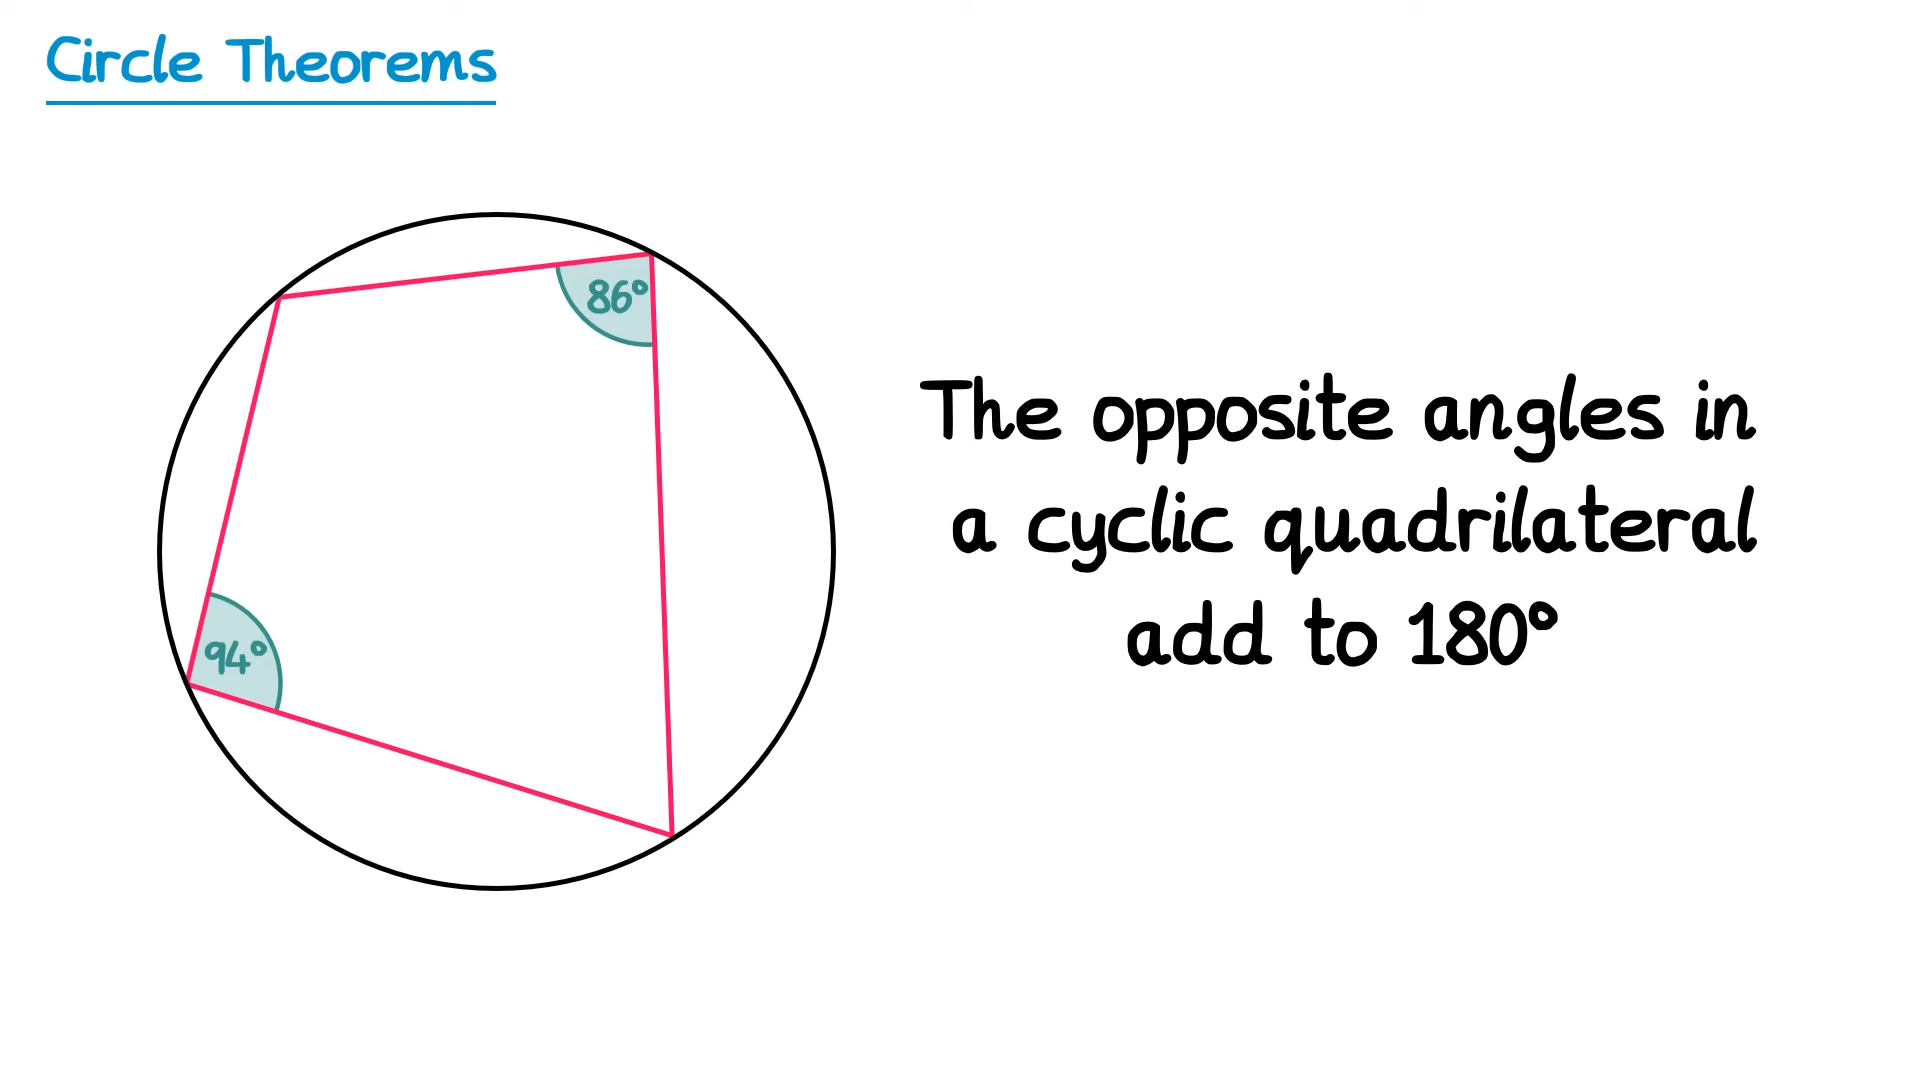 Circle Theorems
86°
94°
The opposite angles in
a cyclic quadrilateral
add to 180°